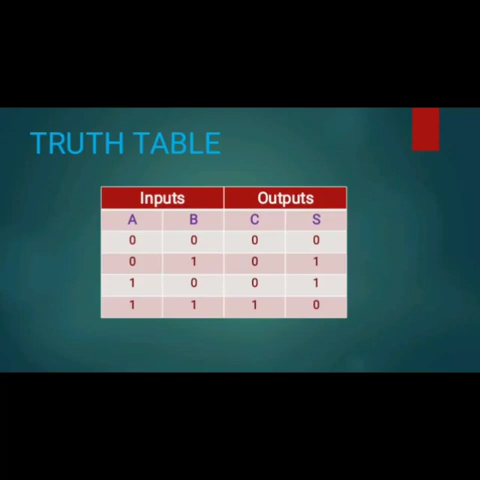 TRUTH TABLE
Inputs Outputs
A B C S
0 0 0 0
0 1 0 1
1 0 0 1
1 1 1 0